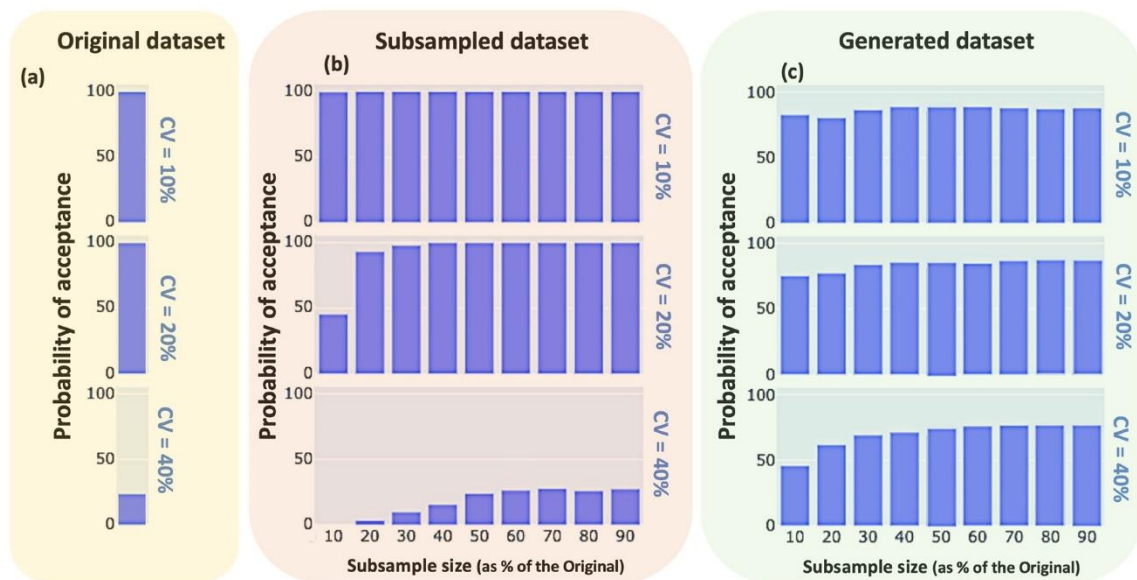 Original dataset
(a)
Probability of acceptance
100
50
0
CV = 10%
100
50
0
CV = 20%
100
50
0
CV = 40%
Subsampled dataset
(b)
Probability of acceptance
100
50
0
CV = 10%
100
50
0
CV = 20%
100
50
0
CV = 40%
10 20 30 40 50 60 70 80 90
Subsample size (as % of the Original)
Generated dataset
(c)
Probability of acceptance
100
50
0
CV = 10%
100
50
0
CV = 20%
100
50
0
CV = 40%
10 20 30 40 50 60 70 80 90
Subsample size (as % of the Original)